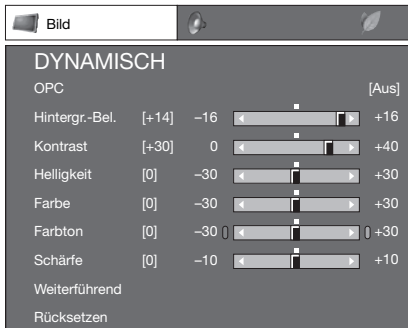 Bild
DYNAMISCH
OPC [Aus]
Hintergr.-Bel. [+14] –16 +16
Kontrast [+30] 0 +40
Helligkeit [0] –30 +30
Farbe [0] –30 +30
Farbton [0] –30 +30
Schärfe [0] –10 +10
Weiterführend
Rücksetzen